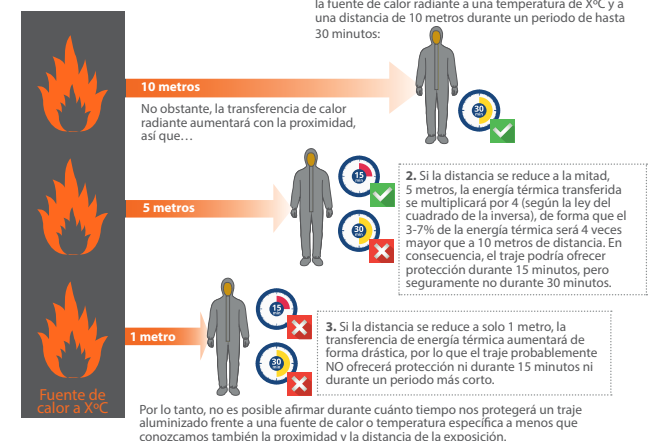 la fuente de calor radiante a una temperatura de XºC y a
una distancia de 10 metros durante un periodo de hasta
30 minutos:
10 metros
No obstante, la transferencia de calor
radiante aumentará con la proximidad,
así que…
30
min
5 metros
15
min
30
min
2. Si la distancia se reduce a la mitad,
5 metros, la energía térmica transferida
se multiplicará por 4 (según la ley del
cuadrado de la inversa), de forma que el
3-7% de la energía térmica será 4 veces
mayor que a 10 metros de distancia. En
consecuencia, el traje podría ofrecer
protección durante 15 minutos, pero
seguramente no durante 30 minutos.
1 metro
15
min
30
min
3. Si la distancia se reduce a solo 1 metro, la
transferencia de energía térmica aumentará de
forma drástica, por lo que el traje probablemente
NO ofrecerá protección ni durante 15 minutos ni
durante un periodo más corto.
Fuente de
calor a XºC
Por lo tanto, no es posible afirmar durante cuánto tiempo nos protegerá un traje
aluminizado frente a una fuente de calor o temperatura específica a menos que
conozcamos también la proximidad y la distancia de la exposición.